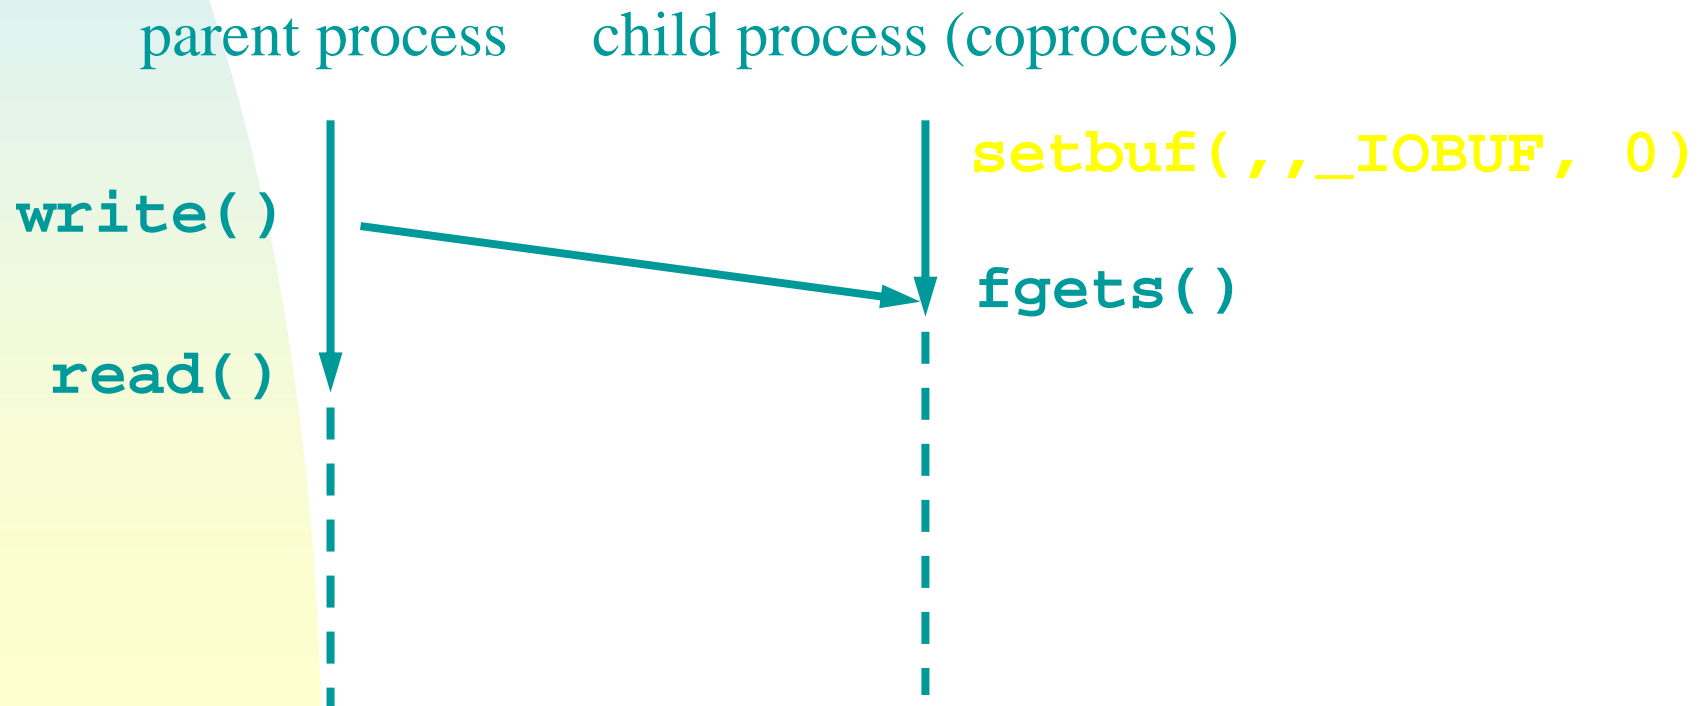 parent process child process (coprocess)
setbuf(,,_IOBUF, 0)
write()
fgets()
read()